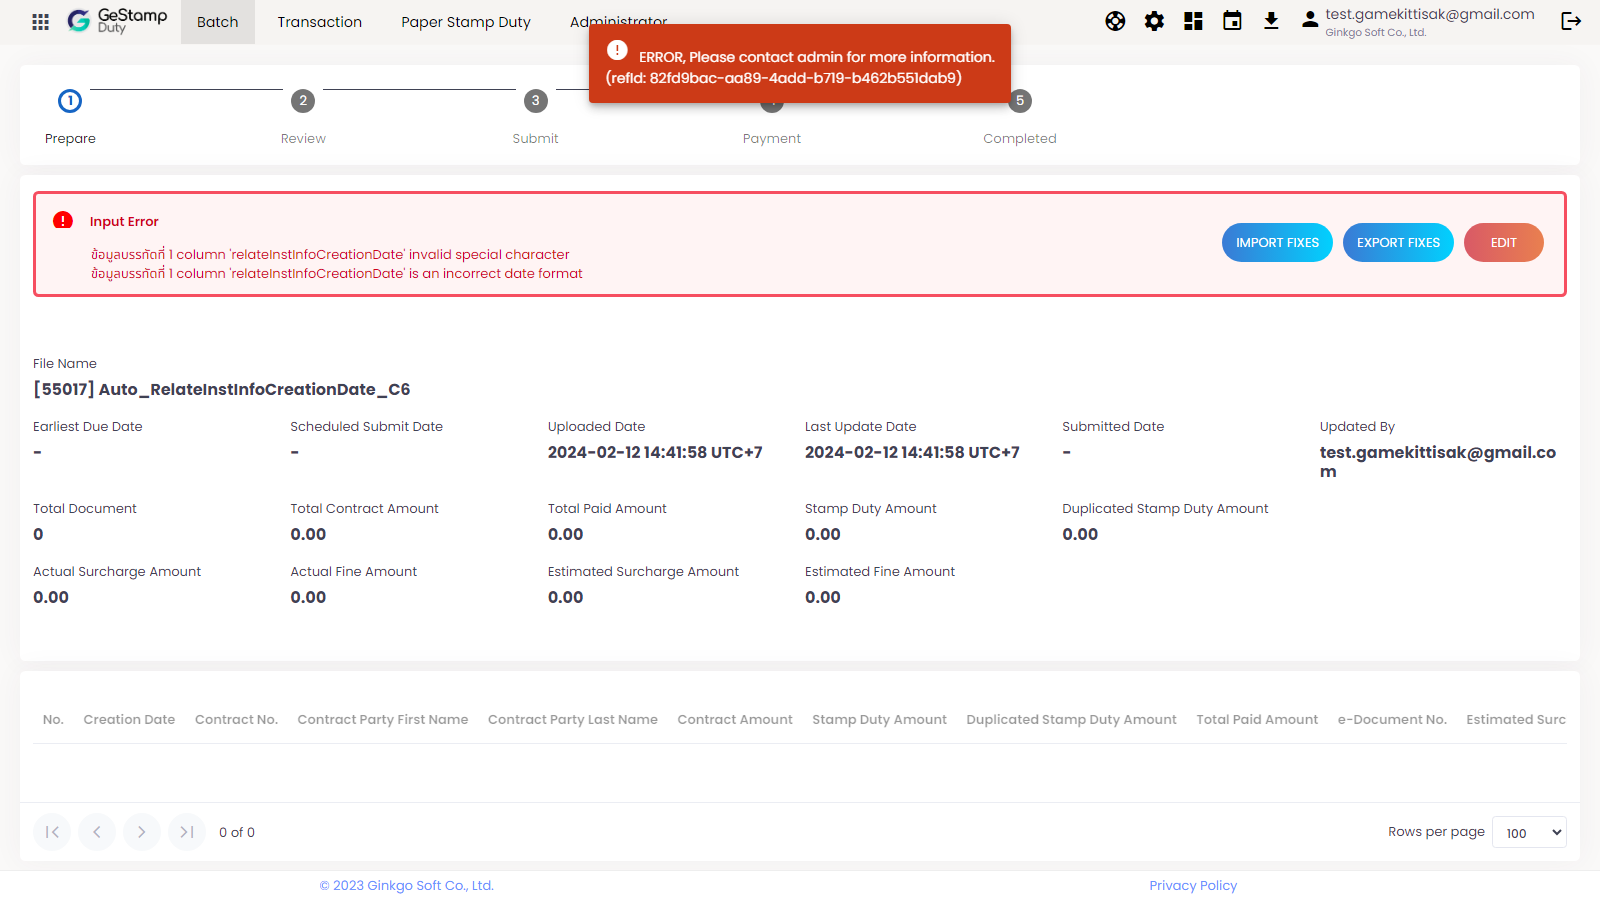 GeStamp
Duty
Batch
Transaction
Paper Stamp Duty
Administrator
test.gamekittisak@gmail.com
Ginkgo Soft Co., Ltd.
ERROR, Please contact admin for more information.
(refId: 82fd9bac-aa89-4add-b719-b462b551dab9)
1
2
3
5
Prepare
Review
Submit
Payment
Completed
Input Error
ข้อมูลบรรทัดที่ 1 column 'relateInstInfoCreationDate' invalid special character
ข้อมูลบรรทัดที่ 1 column 'relateInstInfoCreationDate' is an incorrect date format
IMPORT FIXES
EXPORT FIXES
EDIT
File Name
[55017] Auto_RelateInstInfoCreationDate_C6
Earliest Due Date
Scheduled Submit Date
Uploaded Date
Last Update Date
Submitted Date
Updated By
-
-
2024-02-12 14:41:58 UTC+7
2024-02-12 14:41:58 UTC+7
-
test.gamekittisak@gmail.co
m
Total Document
Total Contract Amount
Total Paid Amount
Stamp Duty Amount
Duplicated Stamp Duty Amount
0
0.00
0.00
0.00
0.00
Actual Surcharge Amount
Actual Fine Amount
Estimated Surcharge Amount
Estimated Fine Amount
0.00
0.00
0.00
0.00
No.
Creation Date
Contract No.
Contract Party First Name
Contract Party Last Name
Contract Amount
Stamp Duty Amount
Duplicated Stamp Duty Amount
Total Paid Amount
e-Document No.
Estimated Surc
0 of 0
Rows per page
100
© 2023 Ginkgo Soft Co., Ltd.
Privacy Policy